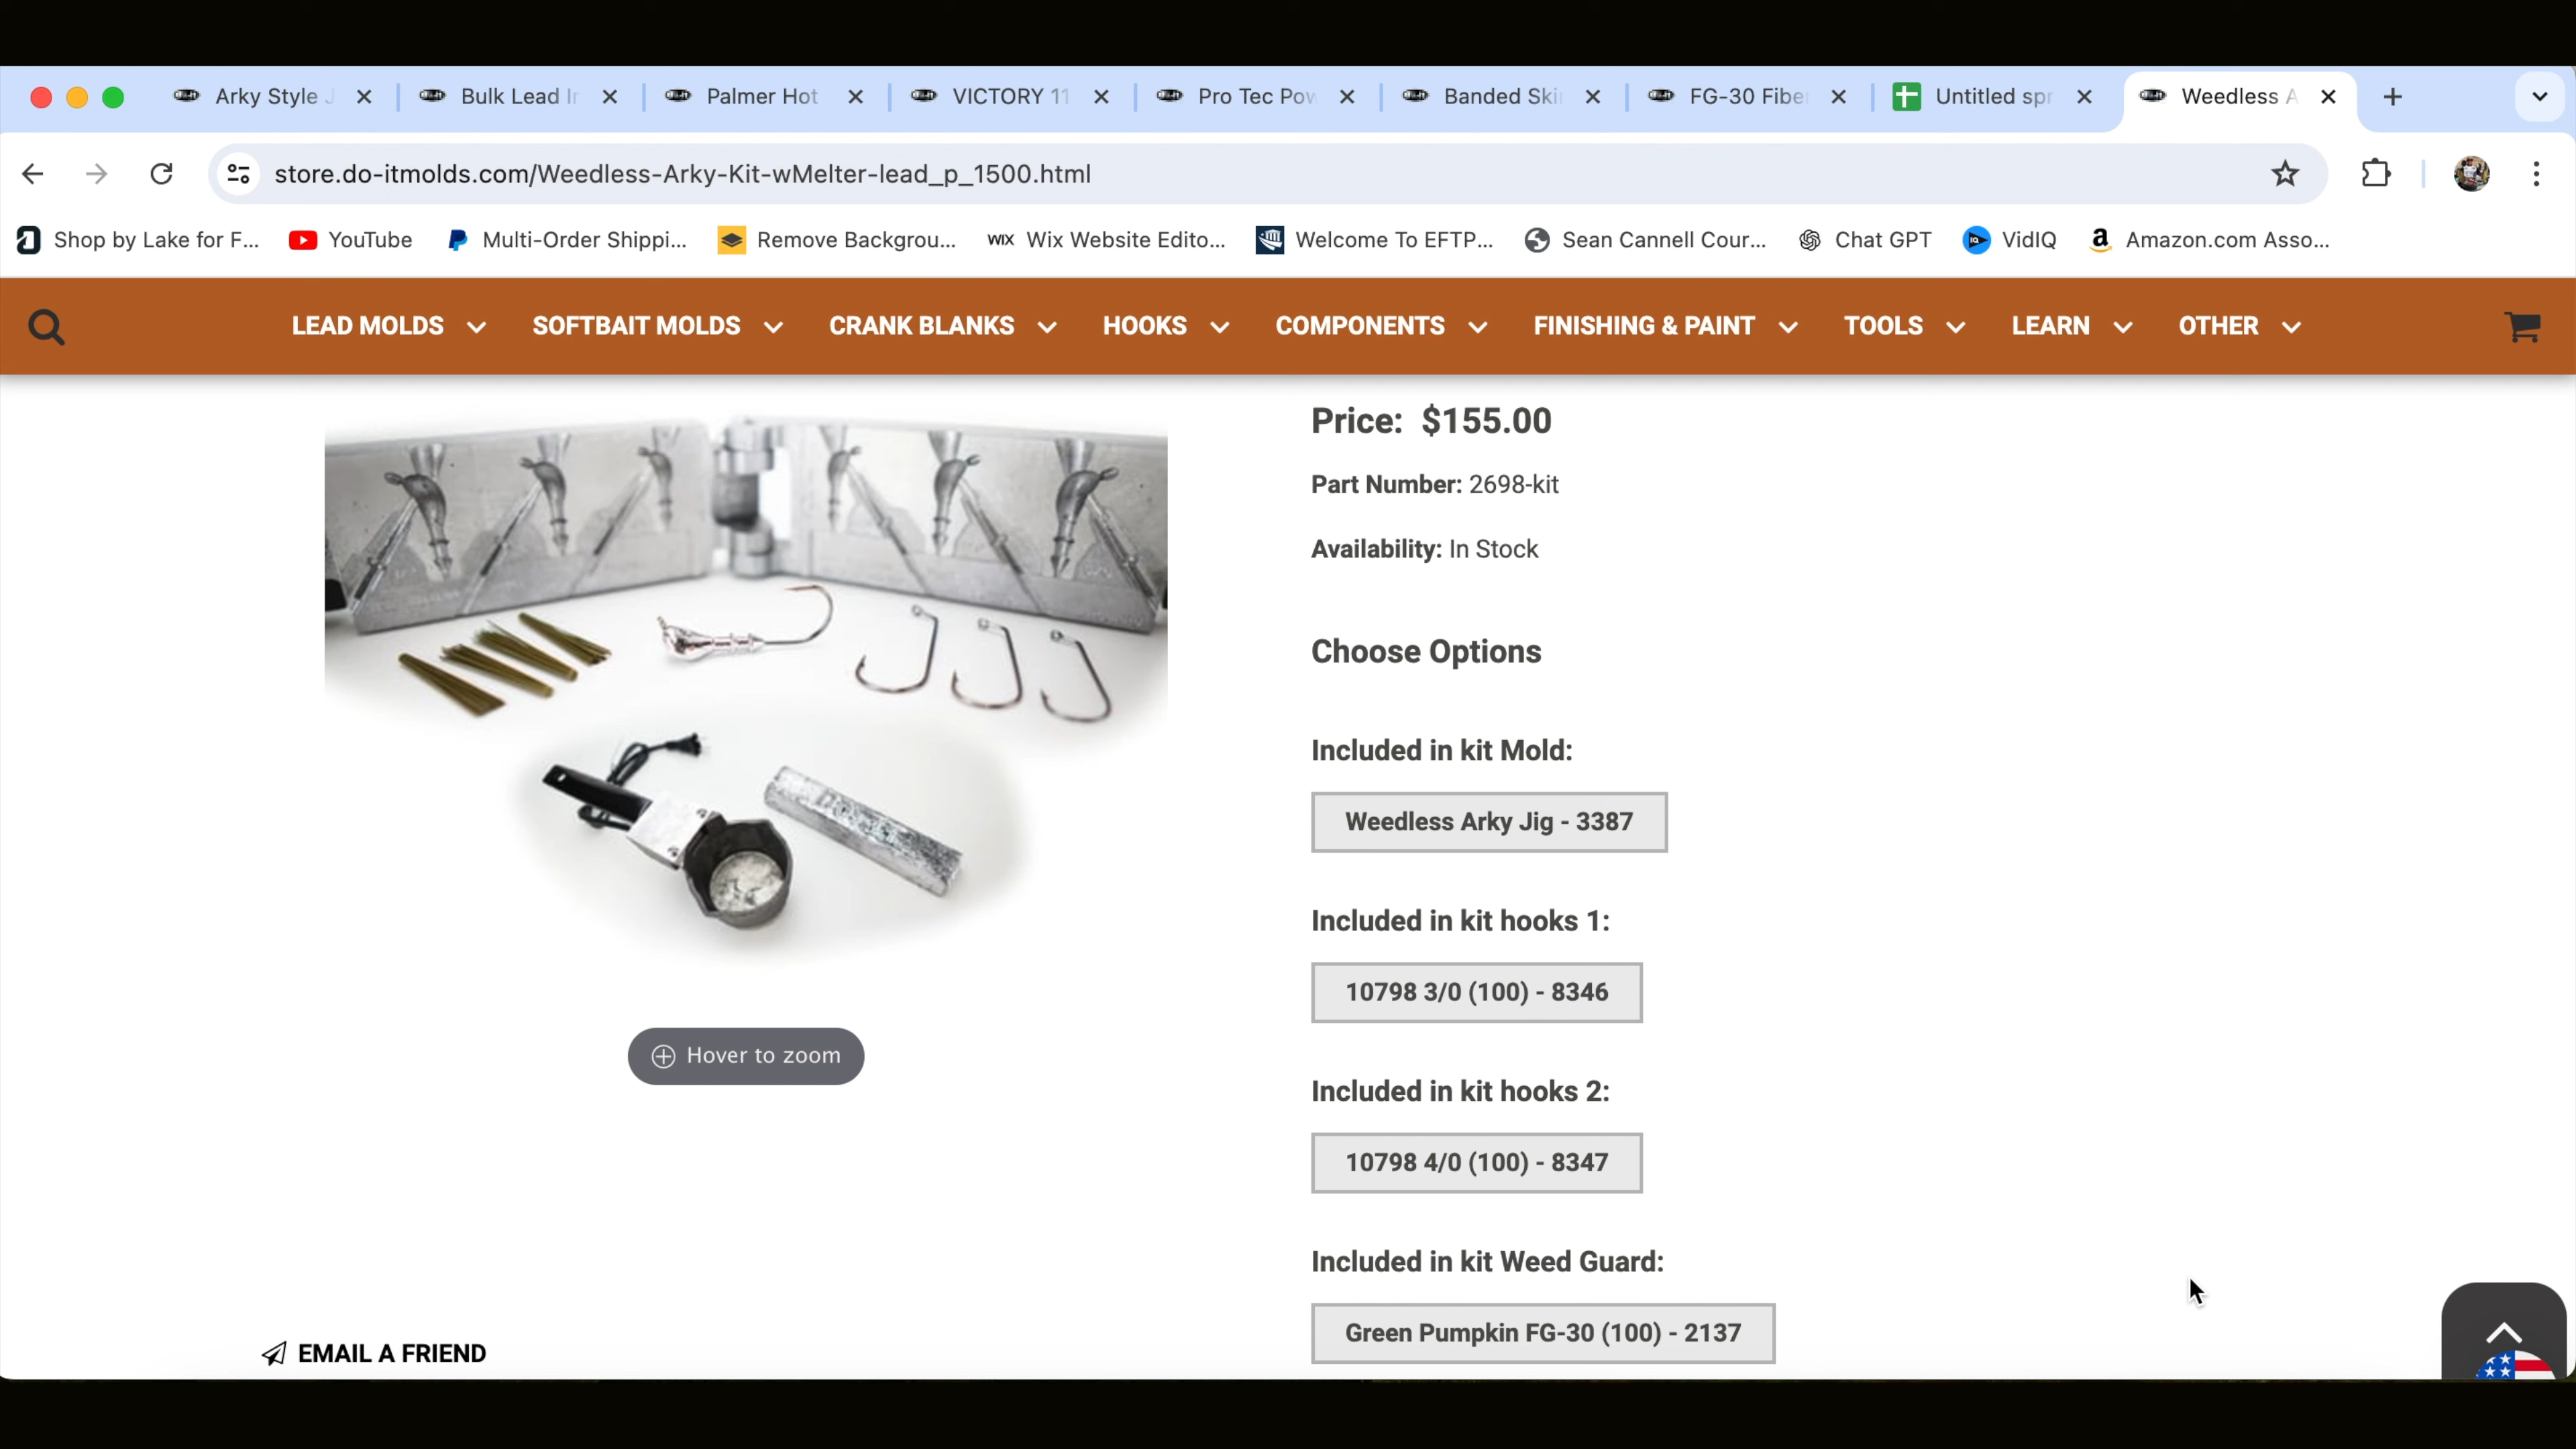 Arky Style J
Bulk Lead In
Palmer Hot
VICTORY 11
Pro Tec Pow
Banded Skir
FG-30 Fiber
Untitled spr
Weedless A
store.do-itmolds.com/Weedless-Arky-Kit-wMelter-lead_p_1500.html
Shop by Lake for F...
YouTube
Multi-Order Shippi...
Remove Backgrou...
WIX Wix Website Edito...
Welcome To EFTP...
Sean Cannell Cour...
Chat GPT
VidIQ
Amazon.com Asso...
LEAD MOLDS
SOFTBAIT MOLDS
CRANK BLANKS
HOOKS
COMPONENTS
FINISHING & PAINT
TOOLS
LEARN
OTHER
Price: $155.00
Part Number: 2698-kit
Availability: In Stock
Choose Options
Included in kit Mold:
Weedless Arky Jig - 3387
Included in kit hooks 1:
10798 3/0 (100) - 8346
Included in kit hooks 2:
10798 4/0 (100) - 8347
Included in kit Weed Guard:
Green Pumpkin FG-30 (100) - 2137
Hover to zoom
EMAIL A FRIEND